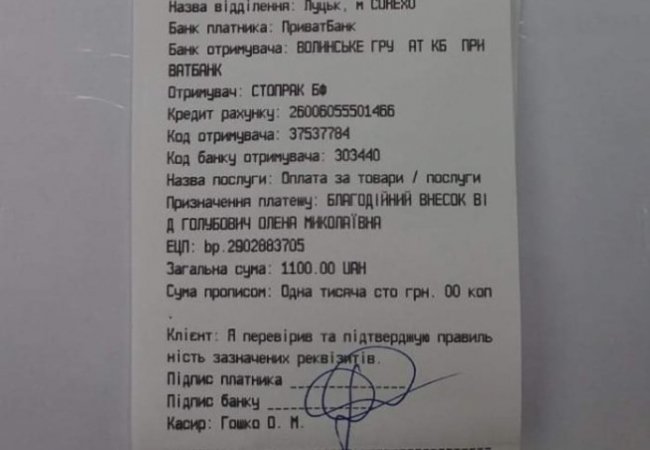 Назва відділення: Луцьк, м
Банк платника: ПриватБанк
Банк отримувача: ВОЛИНСЬКЕ ГРУ АТ КБ ПРИ
ВАТБАНК
Отримувач: СТОПРАК БФ
Кредит рахунку: 26006055501466
Код отримувача: 37537784
Код банку отримувача: 303440
Назва послуги: Оплата за товари / послуги
Призначення платежу: БЛАГОДІЙНИЙ ВНЕСОК ВІ
Д ГОЛУБОВИЧ ОЛЕНА МИКОЛАЇВНА
ЕЦП: bp.2902883705
Загальна сума: 1100.00 UAH
Сума прописом: Одна тисяча сто грн. 00 коп
.
Клієнт: Я перевірив та підтверджую правиль
ність зазначених реквізитів.
Підпис платника
Підпис банку
Касир: Гошко О. М.